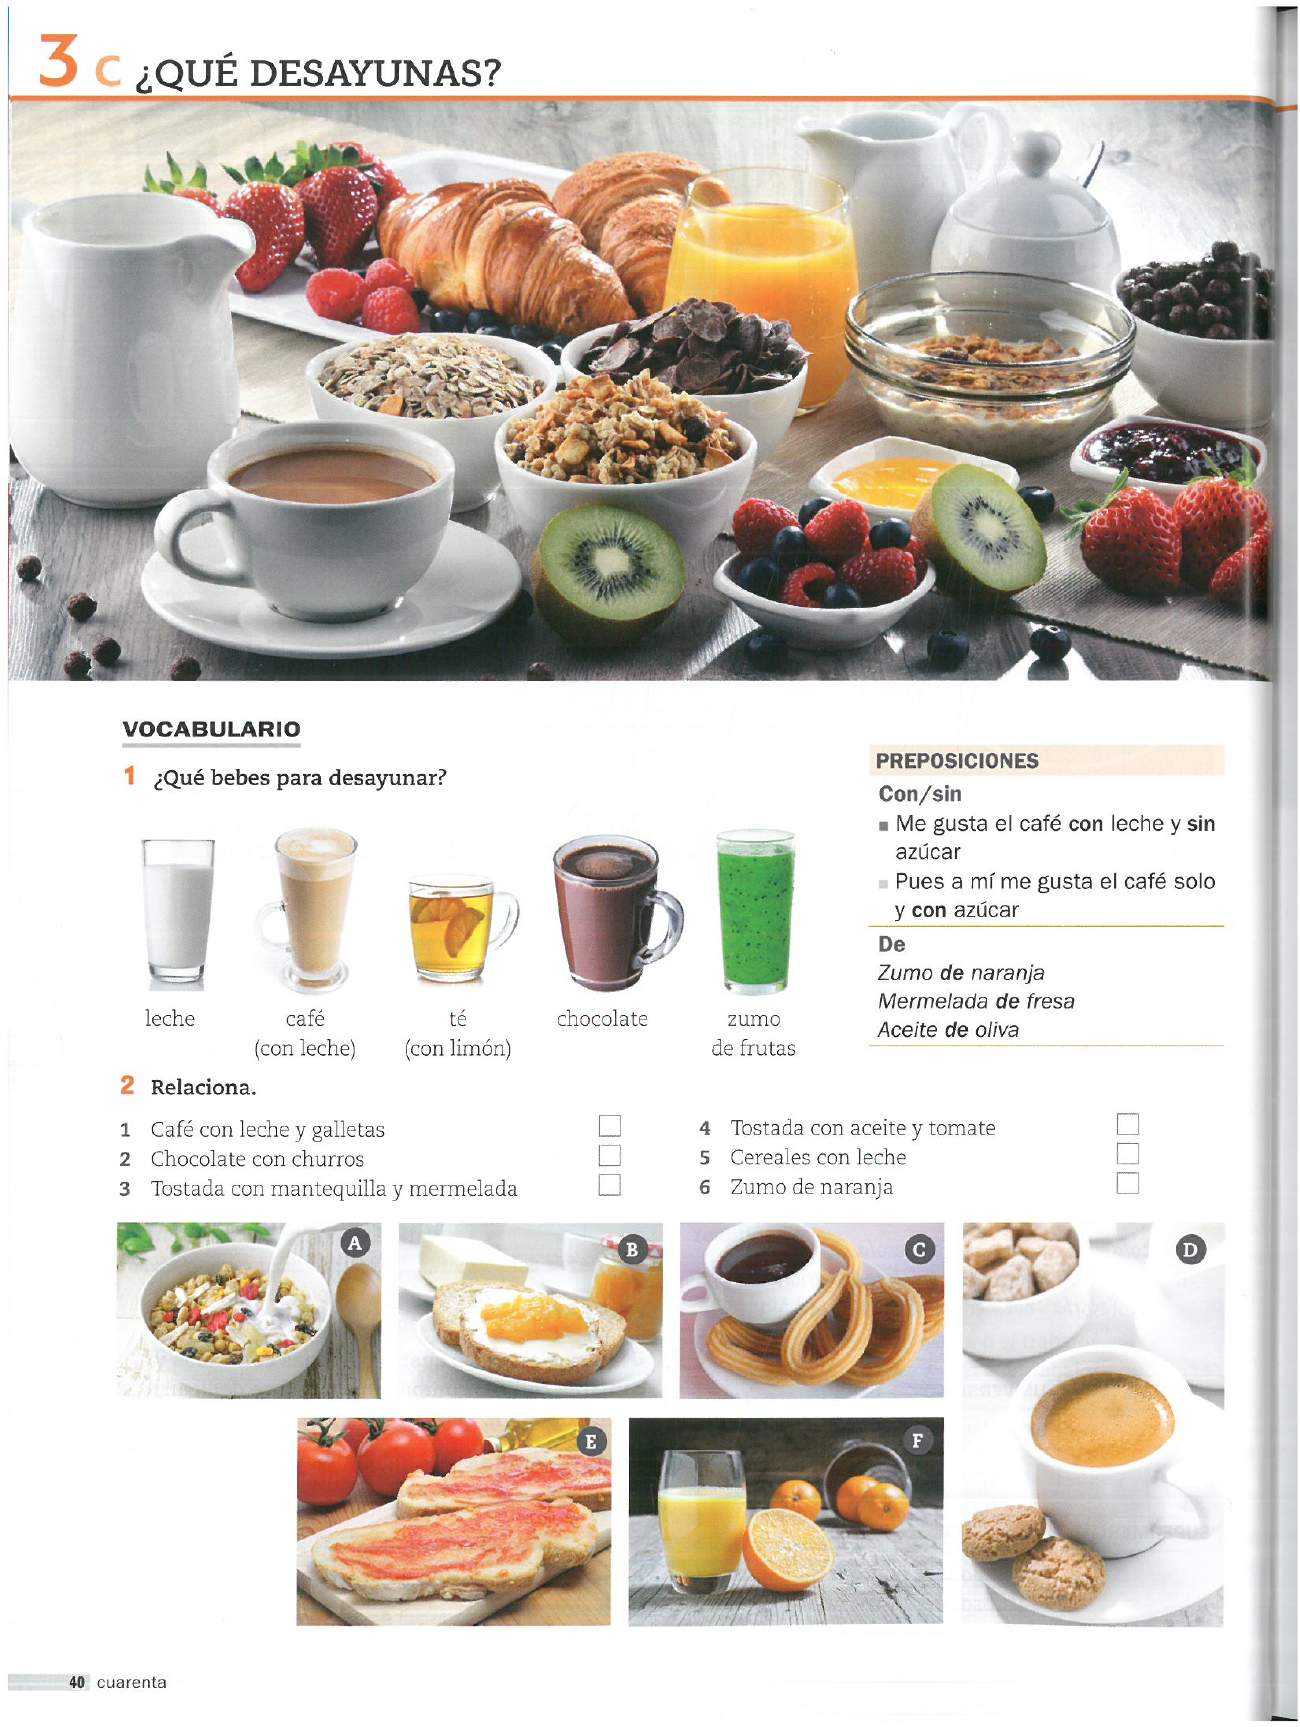 3 C ¿QUÉ DESAYUNAS?
VOCABULARIO
1 ¿Qué bebes para desayunar?
leche
café
(con leche)
té
(con limón)
chocolate
zumo
de frutas
PREPOSICIONES
Con/sin
Me gusta el café con leche y sin
azúcar
Pues a mí me gusta el café solo
y con azúcar
De
Zumo de naranja
Mermelada de fresa
Aceite de oliva
2 Relaciona.
1 Café con leche y galletas
2 Chocolate con churros
3 Tostada con mantequilla y mermelada
4 Tostada con aceite y tomate
5 Cereales con leche
6 Zumo de naranja
A
B
C
D
E
F
40 cuarenta